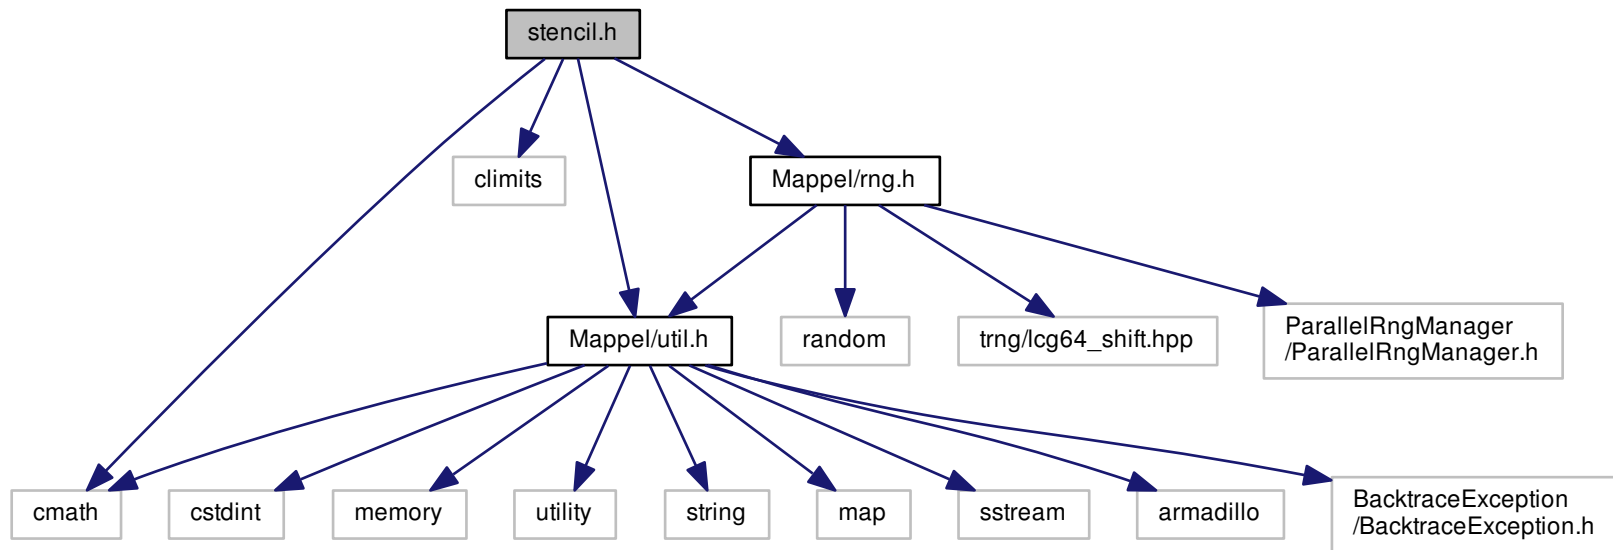 stencil.h
climits
Mappel/rng.h
Mappel/util.h
random
trng/lcg64_shift.hpp
ParallelRngManager
/ParallelRngManager.h
cmath
cstdint
memory
utility
string
map
sstream
armadillo
BacktraceException
/BacktraceException.h